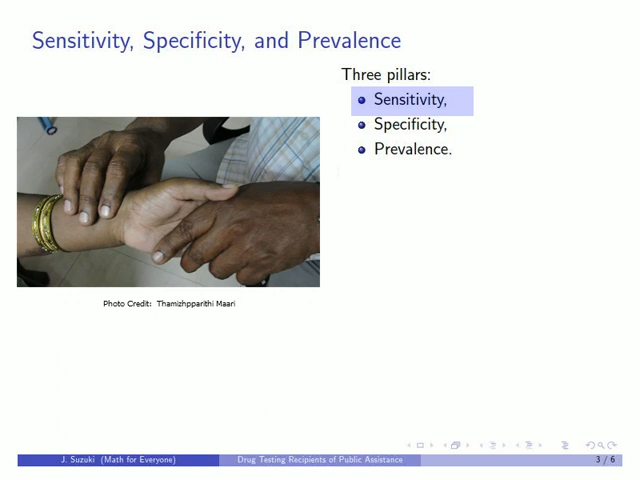 Sensitivity, Specificity, and Prevalence
Three pillars:
Sensitivity,
Specificity,
Prevalence.
Photo Credit: Thamizhpparithi Maari
J. Suzuki (Math for Everyone)
Drug Testing Recipients of Public Assistance
3 / 6